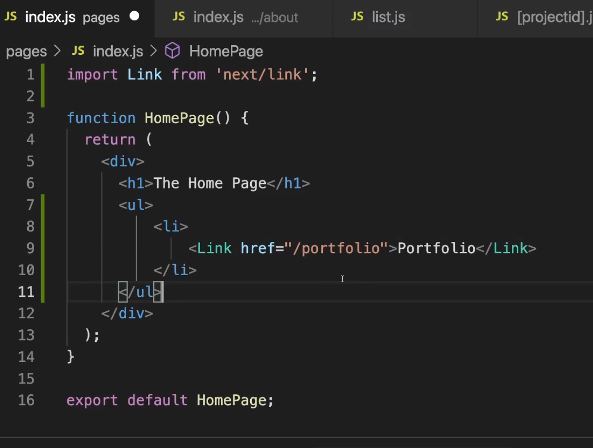 JS index.js pages JS index.js .../about JS list.js JS [projectid].j
pages > JS index.js > HomePage
1 import Link from 'next/link';
2
3 function HomePage() {
4 return (
5 <div>
6 <h1>The Home Page</h1>
7 <ul>
8 <li>
9 <Link href="/portfolio">Portfolio</Link>
10 </li>
11 </ul>
12 </div>
13 );
14 }
15
16 export default HomePage;